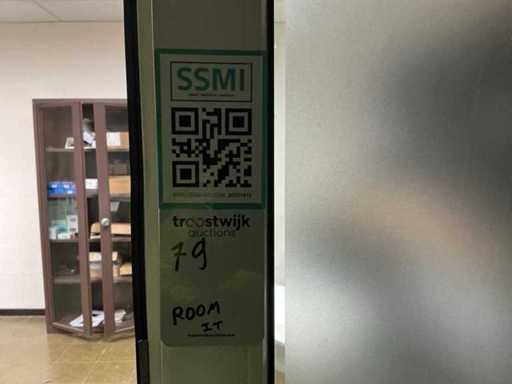 SSMI
troostwijk
auctions
79
ROOM
IT